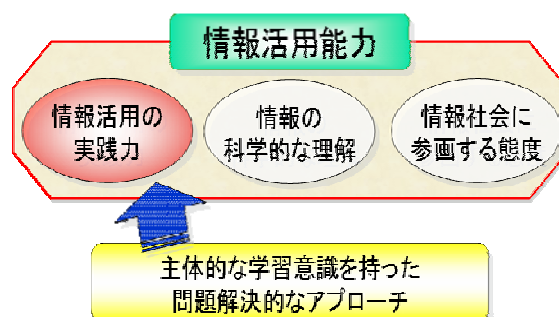 情報活用能力
情報活用の
実践力
情報の
科学的な理解
情報社会に
参画する態度
主体的な学習意識を持った
問題解決的なアプローチ